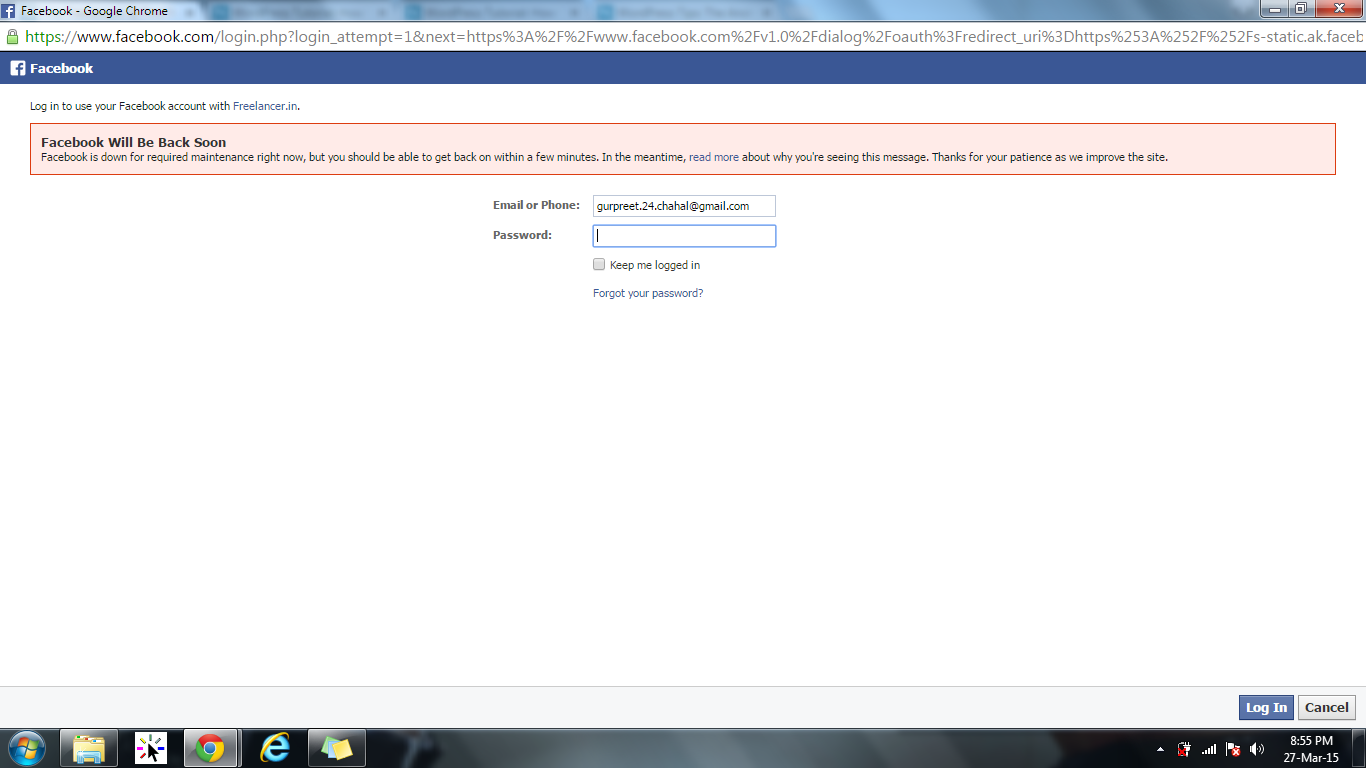 Facebook - Google Chrome
https://www.facebook.com/login.php?login_attempt=1&next=https%3A%2F%2Fwww.facebook.com%2Fv1.0%2Fdialog%2Foauth%3Fredirect_uri%3Dhttps%253A%252F%252Fs-static.ak.faceb
Facebook
Log in to use your Facebook account with Freelancer.in.
Facebook Will Be Back Soon
Facebook is down for required maintenance right now, but you should be able to get back on within a few minutes. In the meantime, read more about why you're seeing this message. Thanks for your patience as we improve the site.
Email or Phone: gurpreet.24.chahal@gmail.com
Password:
Keep me logged in
Forgot your password?
Log In Cancel
8:55 PM
27-Mar-15